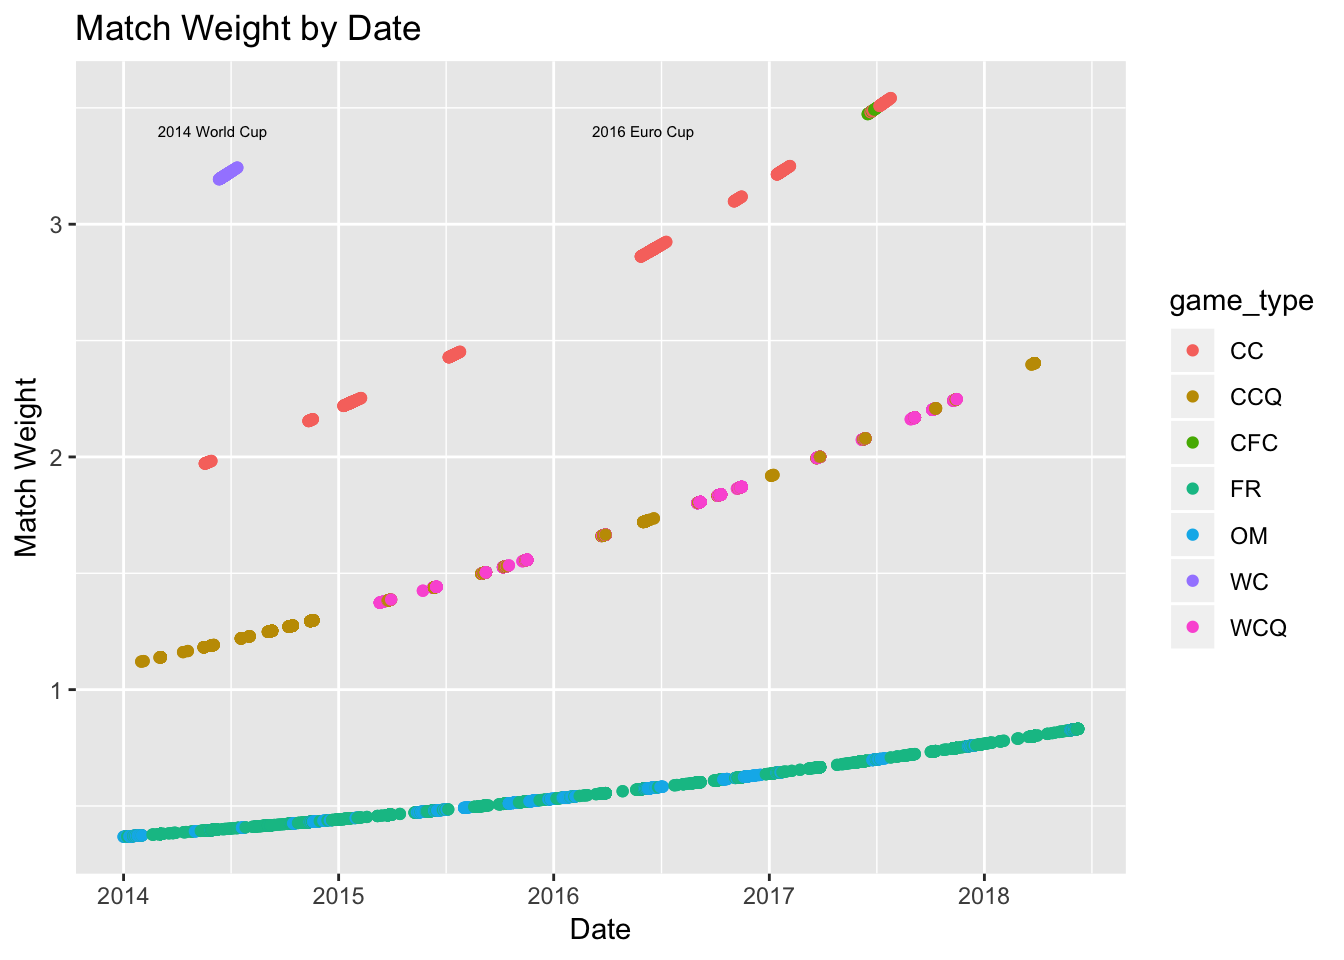 Match Weight by Date
2014 World Cup
2016 Euro Cup
3
2
1
Match Weight
2014
2015
2016
2017
2018
Date
game_type
CC
CCQ
CFC
FR
OM
WC
WCQ